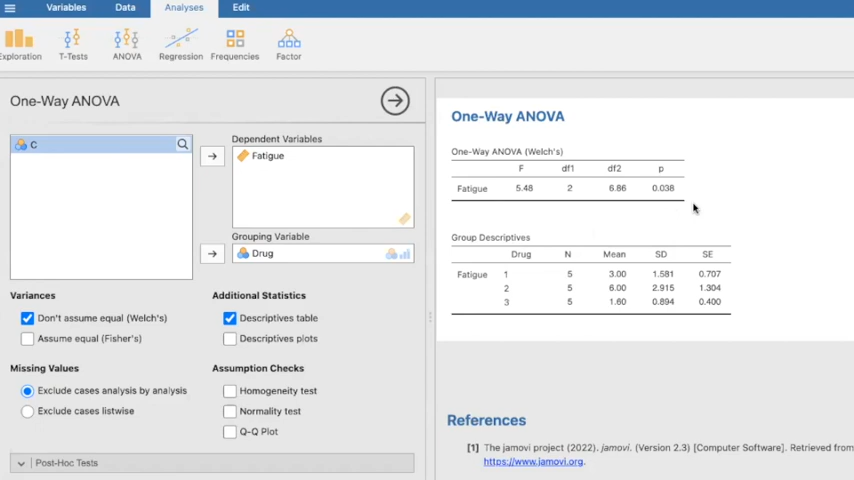 Variables Data Analyses Edit
Exploration T-Tests ANOVA Regression Frequencies Factor
One-Way ANOVA
C
Dependent Variables
Fatigue
Grouping Variable
Drug
Variances
Don't assume equal (Welch's)
Assume equal (Fisher's)
Additional Statistics
Descriptives table
Descriptives plots
Missing Values
Exclude cases analysis by analysis
Exclude cases listwise
Assumption Checks
Homogeneity test
Normality test
Q-Q Plot
Post-Hoc Tests
One-Way ANOVA
One-Way ANOVA (Welch's)
F df1 df2 p
Fatigue 5.48 2 6.86 0.038
Group Descriptives
Drug N Mean SD SE
Fatigue 1 5 3.00 1.581 0.707
2 5 6.00 2.915 1.304
3 5 1.60 0.894 0.400
References
[1] The jamovi project (2022). jamovi. (Version 2.3) [Computer Software]. Retrieved from
https://www.jamovi.org.